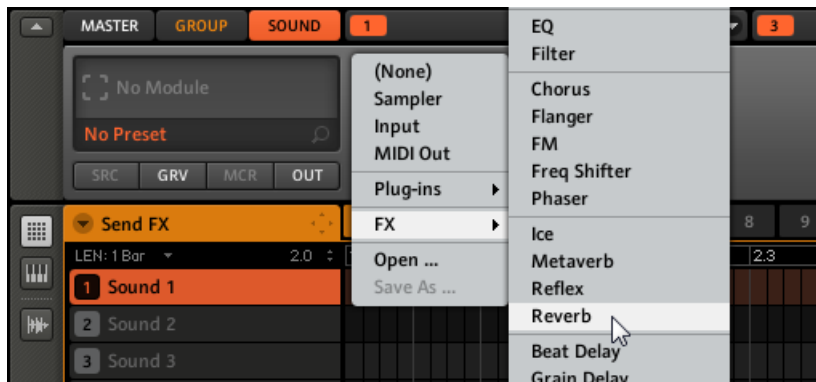 MASTER GROUP SOUND 1 3
No Module
No Preset
SRC GRV MCR OUT
(None)
Sampler
Input
MIDI Out
Plug-ins
FX
Open ...
Save As ...
EQ
Filter
Chorus
Flanger
FM
Freq Shifter
Phaser
Ice
Metaverb
Reflex
Reverb
Beat Delay
Grain Delay
Send FX
8 9
LEN: 1 Bar 2.0
2.3
1 Sound 1
2 Sound 2
3 Sound 3